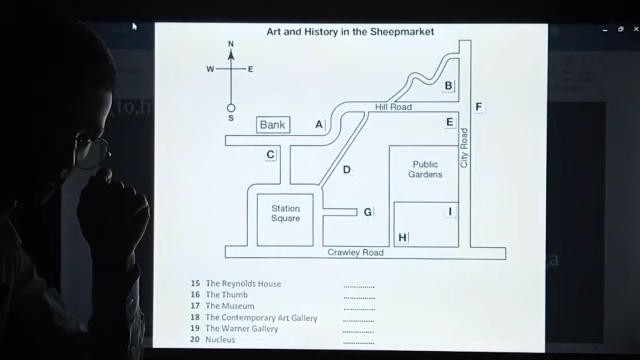 Art and History in the Sheepmarket
N
W E
S
B
Hill Road
F
Bank
A
E
C
City Road
D
Public
Gardens
Station
Square
G
I
H
Crawley Road
15 The Reynolds House ..............
16 The Thumb ..............
17 The Museum ..............
18 The Contemporary Art Gallery ..............
19 The Warner Gallery ..............
20 Nucleus ..............